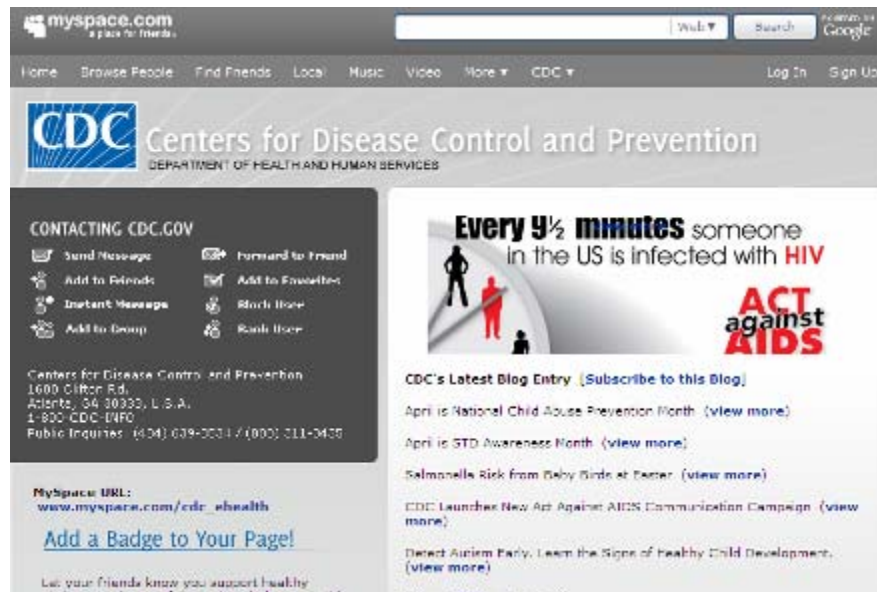 myspace.com
a place for friends.
Web ▼
Search
Google
Home Browse People Find Friends Local Music Video More ▼ CDC ▼ Log In Sign Up
CDC Centers for Disease Control and Prevention
DEPARTMENT OF HEALTH AND HUMAN SERVICES
CONTACTING CDC.GOV
Send Message Forward to Friend
Add to Friends Add to Favorites
Instant Message Block User
Add to Group Rank User
Centers for Disease Control and Prevention
1600 Clifton Rd.
Atlanta, GA 30333, U.S.A.
1-800-CDC-INFO
Public Inquiries: (404)
MySpace URL:
www.myspace.com/cdc_ehealth
Add a Badge to Your Page!
Let your friends know you support healthy
Every 9½ minutes someone
in the US is infected with HIV
ACT
against
AIDS
CDC's Latest Blog Entry [Subscribe to this Blog]
April is National Child Abuse Prevention Month (view more)
April is STD Awareness Month (view more)
Salmonella Risk from Baby Birds at Easter (view more)
CDC Launches New Act Against AIDS Communication Campaign (view
more)
Detect Autism Early. Learn the Signs of Healthy Child Development.
(view more)